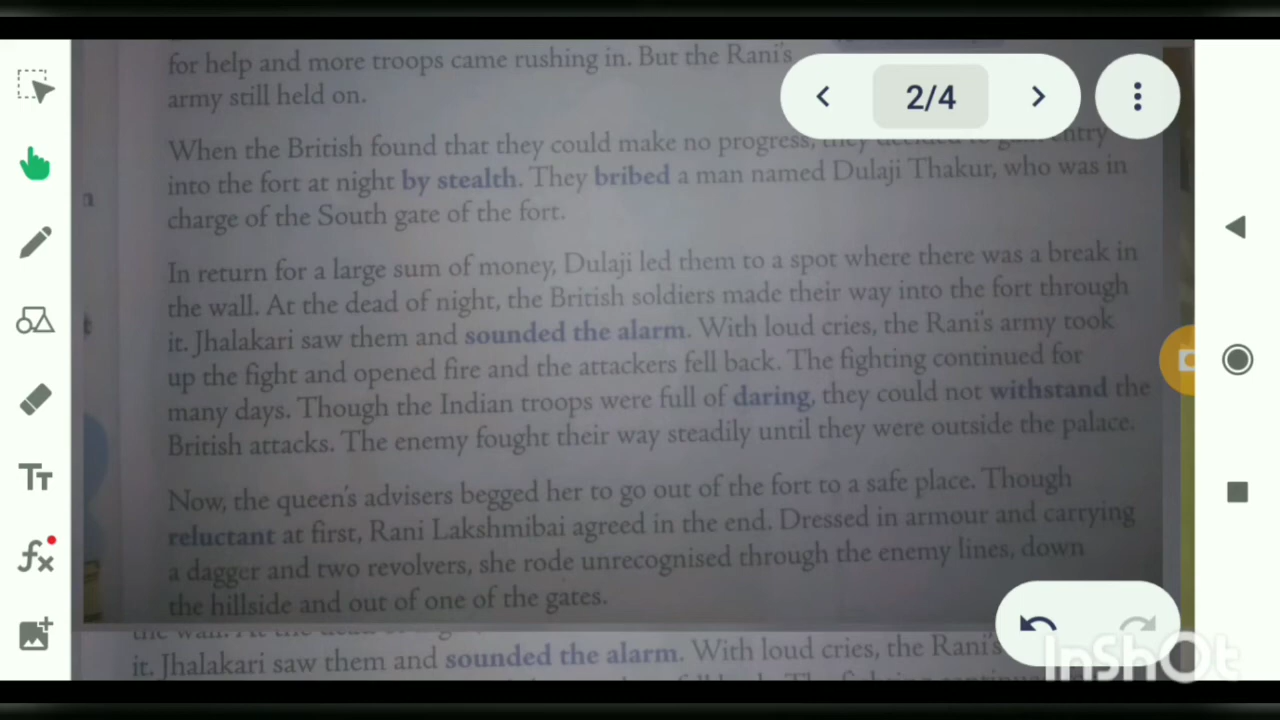 for help and more troops came rushing in. But the Rani's
army still held on.
2/4
When the British found that they could make no progress, they decided to gain entry
into the fort at night by stealth. They bribed a man named Dulaji Thakur, who was in
charge of the South gate of the fort.
In return for a large sum of money, Dulaji led them to a spot where there was a break in
the wall. At the dead of night, the British soldiers made their way into the fort through
it. Jhalakari saw them and sounded the alarm. With loud cries, the Rani's army took
up the fight and opened fire and the attackers fell back. The fighting continued for
many days. Though the Indian troops were full of daring, they could not withstand the
British attacks. The enemy fought their way steadily until they were outside the palace.
Now, the queen's advisers begged her to go out of the fort to a safe place. Though
reluctant at first, Rani Lakshmibai agreed in the end. Dressed in armour and carrying
a dagger and two revolvers, she rode unrecognised through the enemy lines, down
the hillside and out of one of the gates.
it. Jhalakari saw them and sounded the alarm. With loud cries, the Rani's
Tт
fx
InShOt